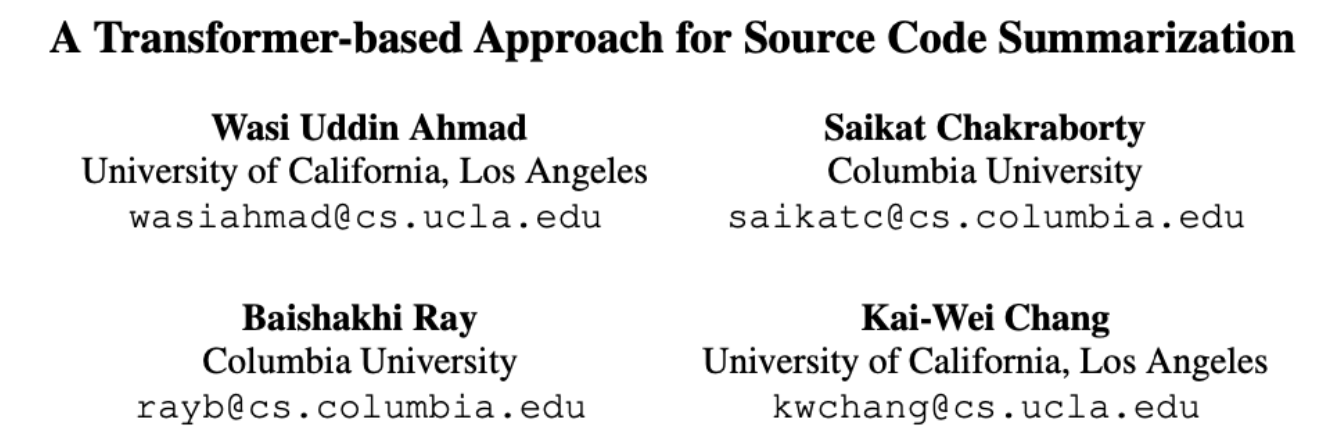 A Transformer-based Approach for Source Code Summarization
Wasi Uddin Ahmad
University of California, Los Angeles
wasiahmad@cs.ucla.edu
Saikat Chakraborty
Columbia University
saikatc@cs.columbia.edu
Baishakhi Ray
Columbia University
rayb@cs.columbia.edu
Kai-Wei Chang
University of California, Los Angeles
kwchang@cs.ucla.edu